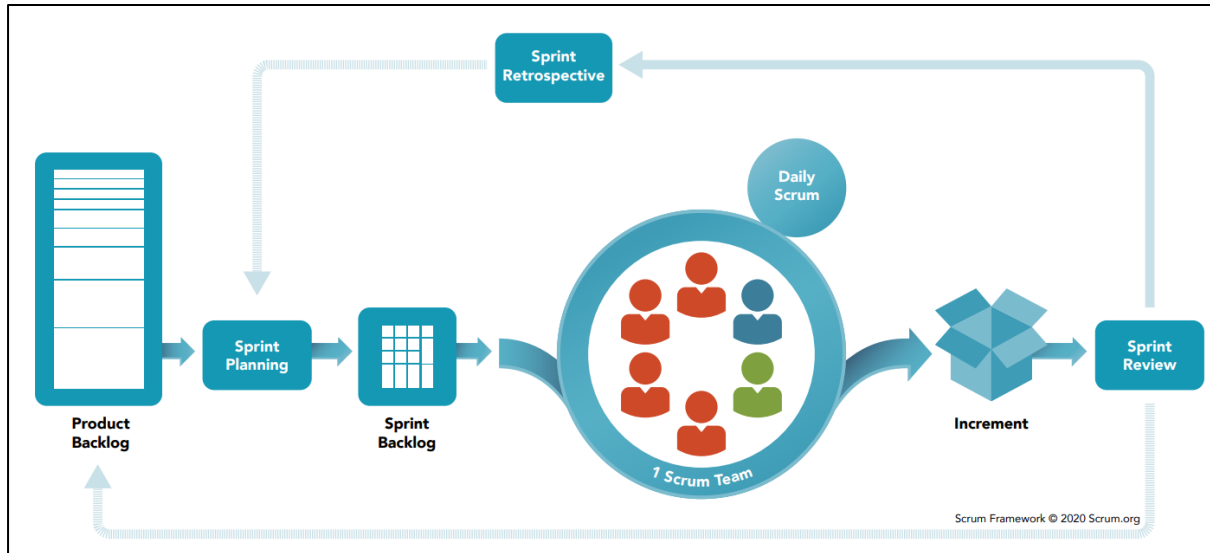 Sprint
Retrospective
Daily
Scrum
Sprint
Planning
Sprint
Review
Product
Backlog
Sprint
Backlog
Increment
1 Scrum Team
Scrum Framework © 2020 Scrum.org